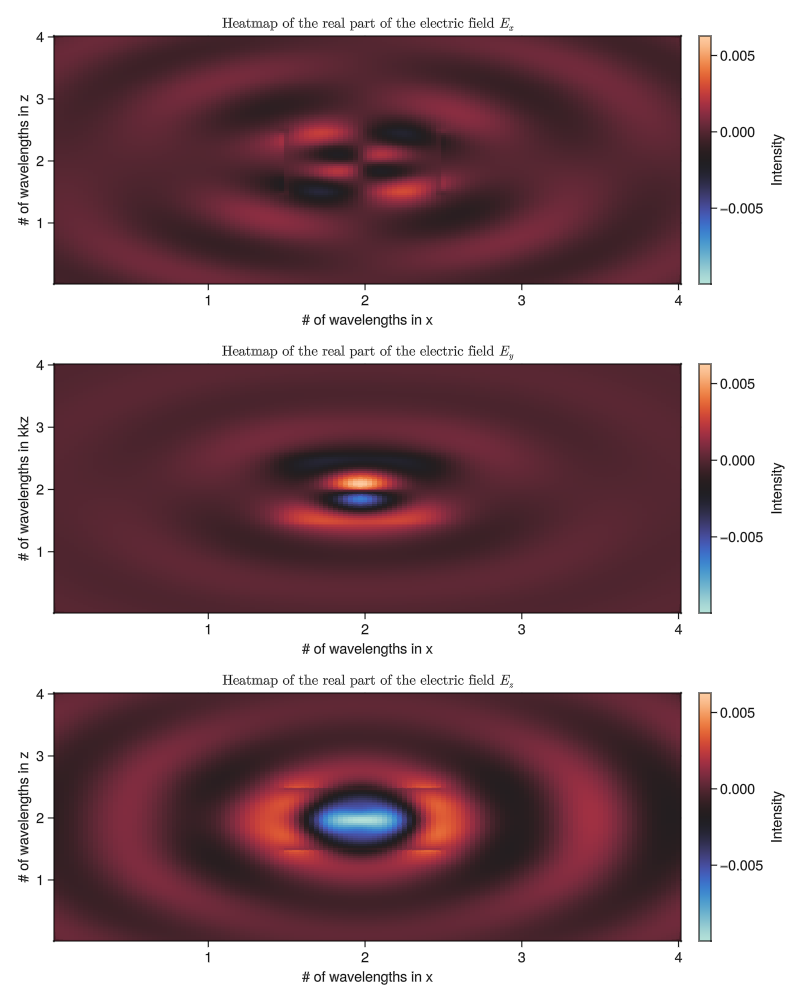 Heatmap of the real part of the electric field Ex
4
3
2
1
# of wavelengths in z
1
2
3
4
# of wavelengths in x
0.005
0.000
−0.005
Intensity
Heatmap of the real part of the electric field Ey
4
3
2
1
# of wavelengths in kkz
1
2
3
4
# of wavelengths in x
0.005
0.000
−0.005
Intensity
Heatmap of the real part of the electric field Ez
4
3
2
1
# of wavelengths in z
1
2
3
4
# of wavelengths in x
0.005
0.000
−0.005
Intensity